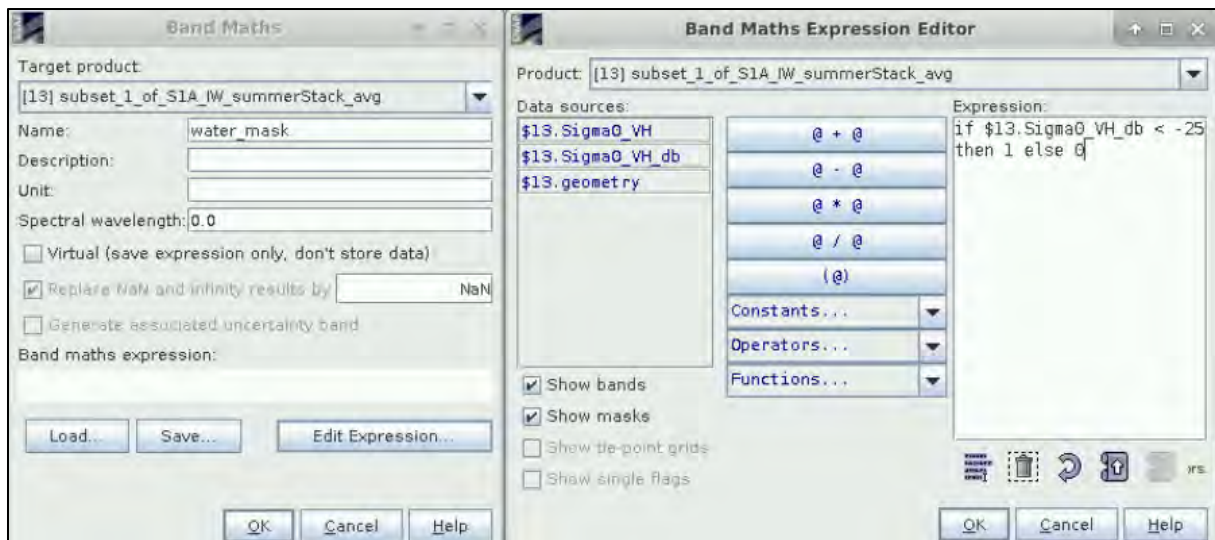 Band Maths
Target product:
[13] subset_1_of_S1A_IW_summerStack_avg
Name: water_mask
Description:
Unit:
Spectral wavelength: 0.0
Virtual (save expression only, don't store data)
Replace NaN and infinity results by NaN
Generate associated uncertainty band
Band maths expression:
Load... Save... Edit Expression...
OK Cancel Help
Band Maths Expression Editor
Product: [13] subset_1_of_S1A_IW_summerStack_avg
Data sources:
$13.Sigma0_VH
$13.Sigma0_VH_db
$13.geometry
Show bands
Show masks
Show tie-point grids
Show single flags
@ + @
@ - @
@ * @
@ / @
(@)
Constants...
Operators...
Functions...
Expression:
if $13.Sigma0_VH_db < -25
then 1 else 0
OK Cancel Help